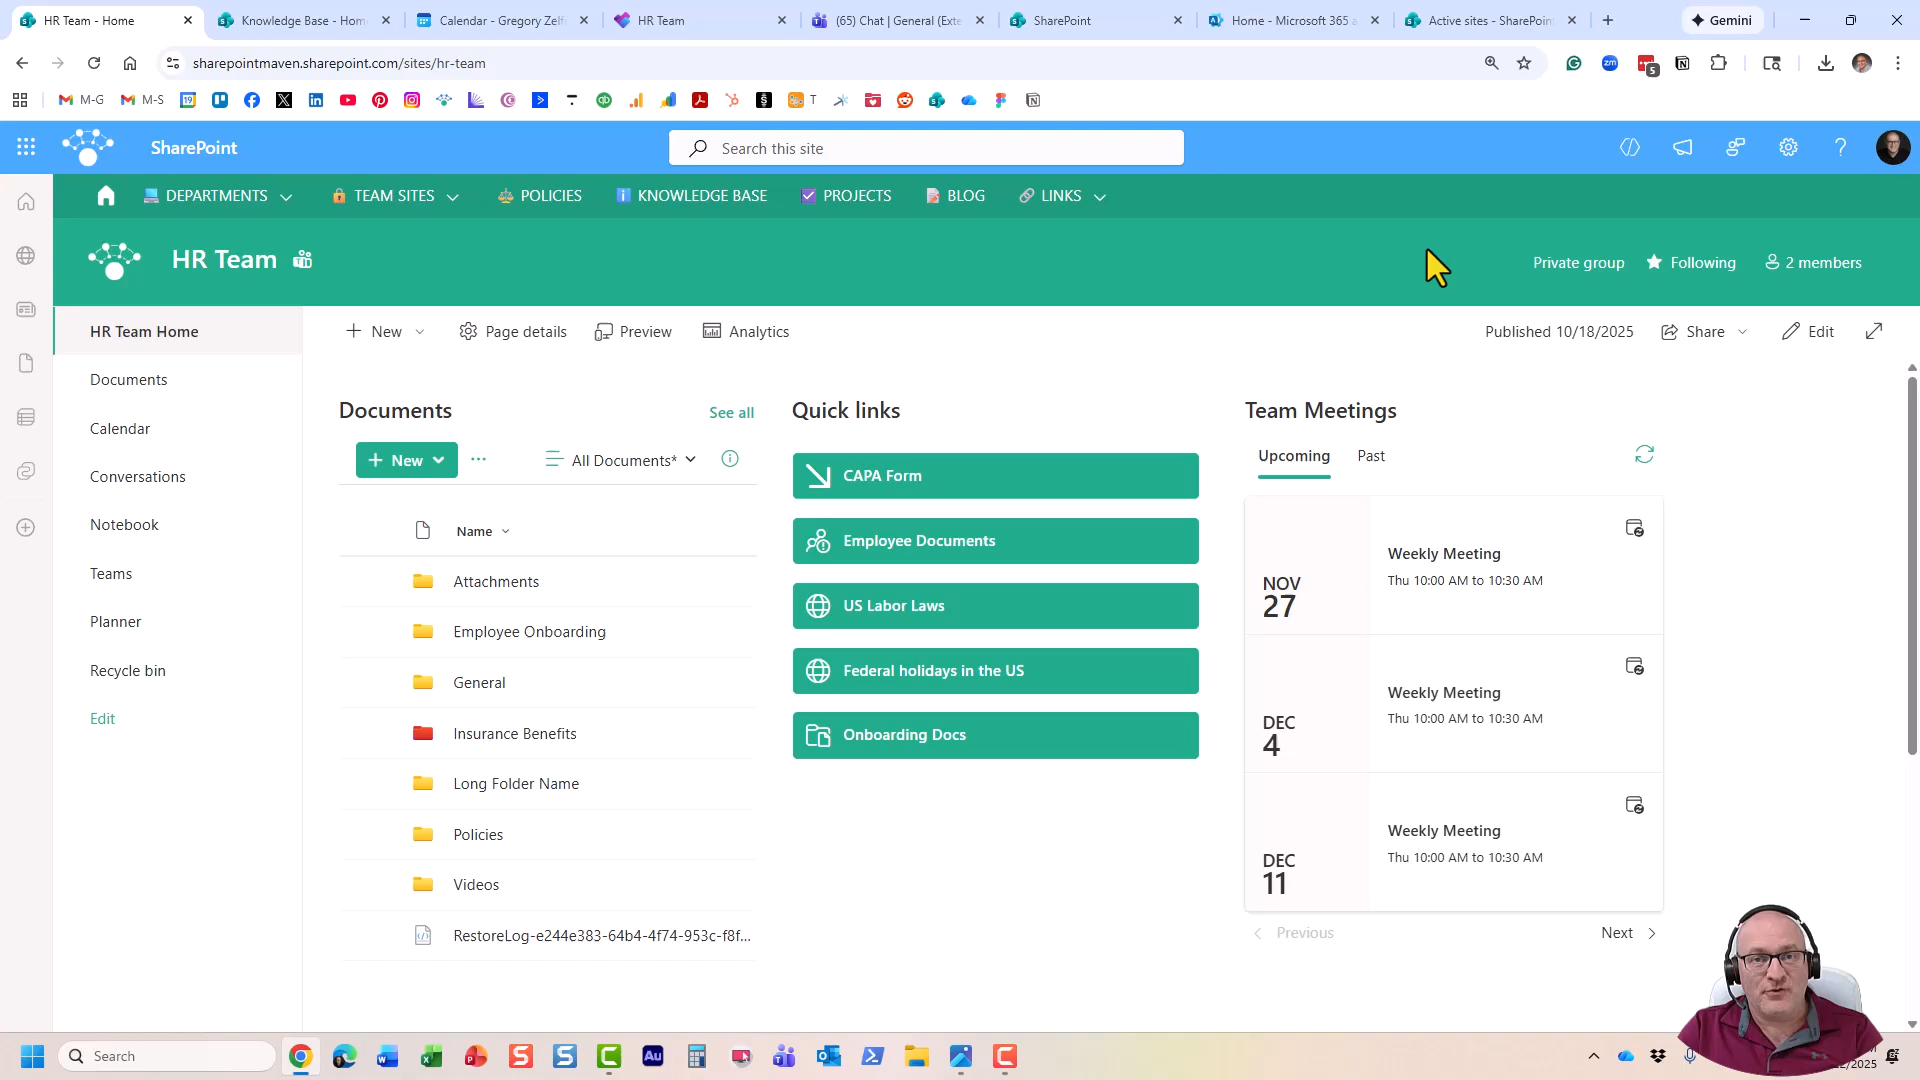 HR Team - Home
Knowledge Base - Hom
Calendar - Gregory Zelf
HR Team
(65) Chat | General (Exte
SharePoint
Home - Microsoft 365 a
Active sites - SharePoint
Gemini
sharepointmaven.sharepoint.com/sites/hr-team
M-G
M-S
T
SharePoint
Search this site
DEPARTMENTS
TEAM SITES
POLICIES
KNOWLEDGE BASE
PROJECTS
BLOG
LINKS
HR Team
Private group
Following
2 members
HR Team Home
Documents
Calendar
Conversations
Notebook
Teams
Planner
Recycle bin
Edit
New
Page details
Preview
Analytics
Published 10/18/2025
Share
Edit
Documents
See all
New
All Documents*
Name
Attachments
Employee Onboarding
General
Insurance Benefits
Long Folder Name
Policies
Videos
RestoreLog-e244e383-64b4-4f74-953c-f8f...
Quick links
CAPA Form
Employee Documents
US Labor Laws
Federal holidays in the US
Onboarding Docs
Team Meetings
Upcoming
Past
NOV
27
Weekly Meeting
Thu 10:00 AM to 10:30 AM
DEC
4
Weekly Meeting
Thu 10:00 AM to 10:30 AM
DEC
11
Weekly Meeting
Thu 10:00 AM to 10:30 AM
Previous
Next
Search